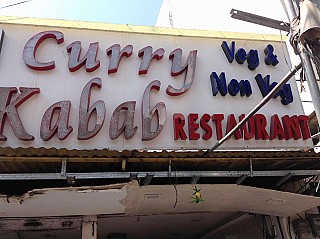 Curry
Kabab
Veg &
Non Veg
RESTAURANT